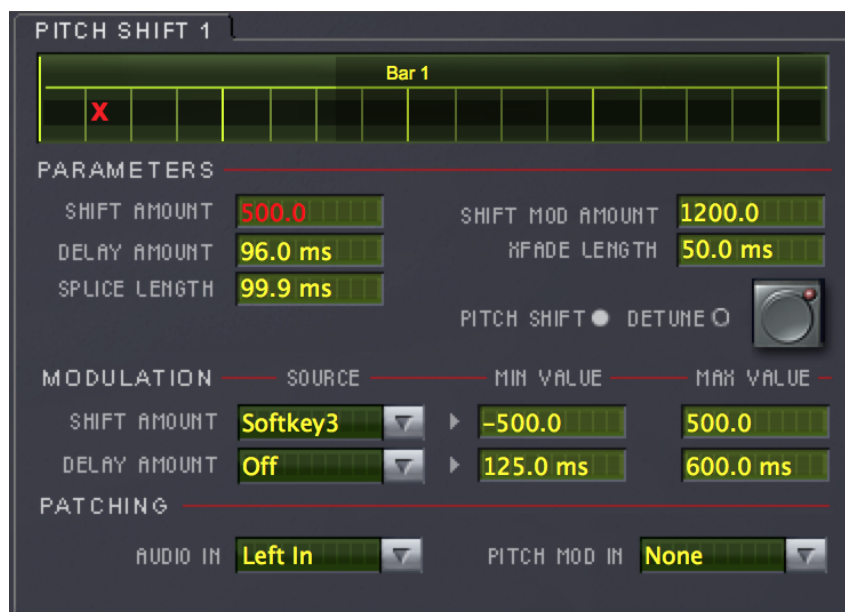 PITCH SHIFT 1
Bar 1
X
PARAMETERS
SHIFT AMOUNT 500.0 SHIFT MOD AMOUNT 1200.0
DELAY AMOUNT 96.0 ms XFADE LENGTH 50.0 ms
SPLICE LENGTH 99.9 ms
PITCH SHIFT DETUNE
MODULATION SOURCE MIN VALUE MAX VALUE
SHIFT AMOUNT Softkey3 -500.0 500.0
DELAY AMOUNT Off 125.0 ms 600.0 ms
PATCHING
AUDIO IN Left In PITCH MOD IN None